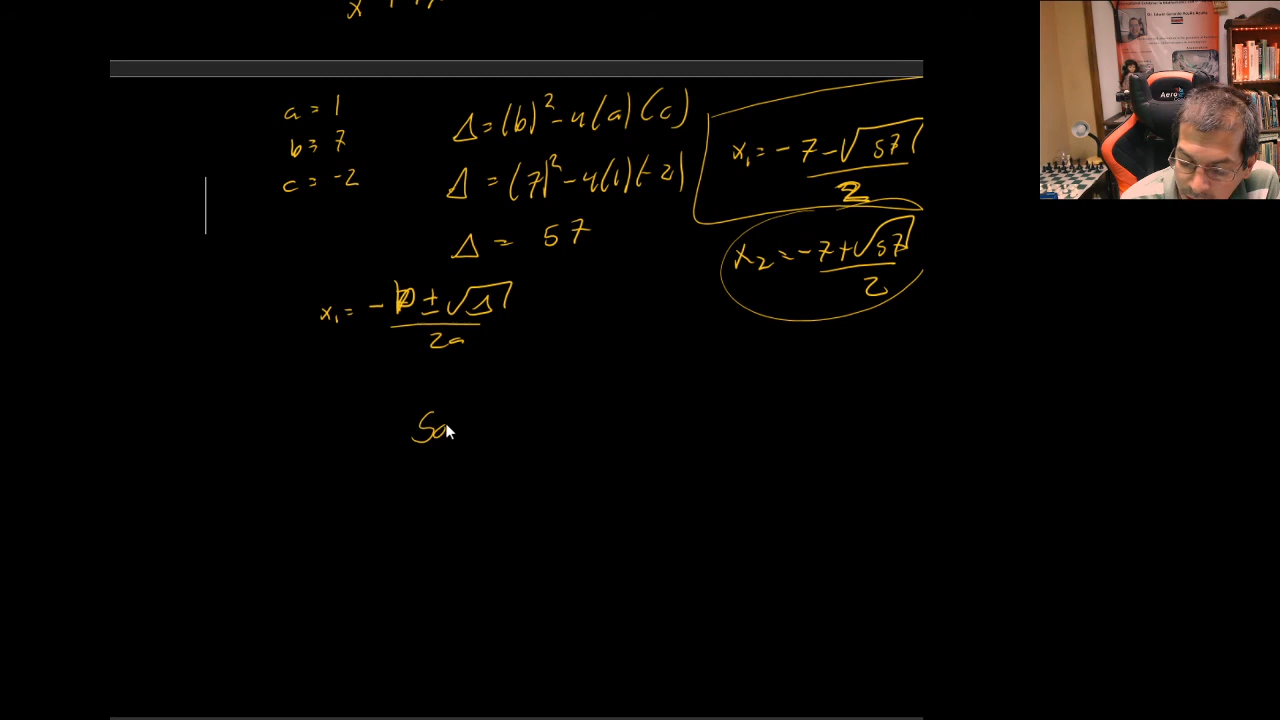 a = 1
b = 7
c = -2
Δ = (b)² - 4(a)(c)
Δ = (7)² - 4(1)(-2)
Δ = 57
x₁ = -b ± √Δ / 2a
x₁ = -7 - √57 / 2
x₂ = -7 + √57 / 2
So
Aero